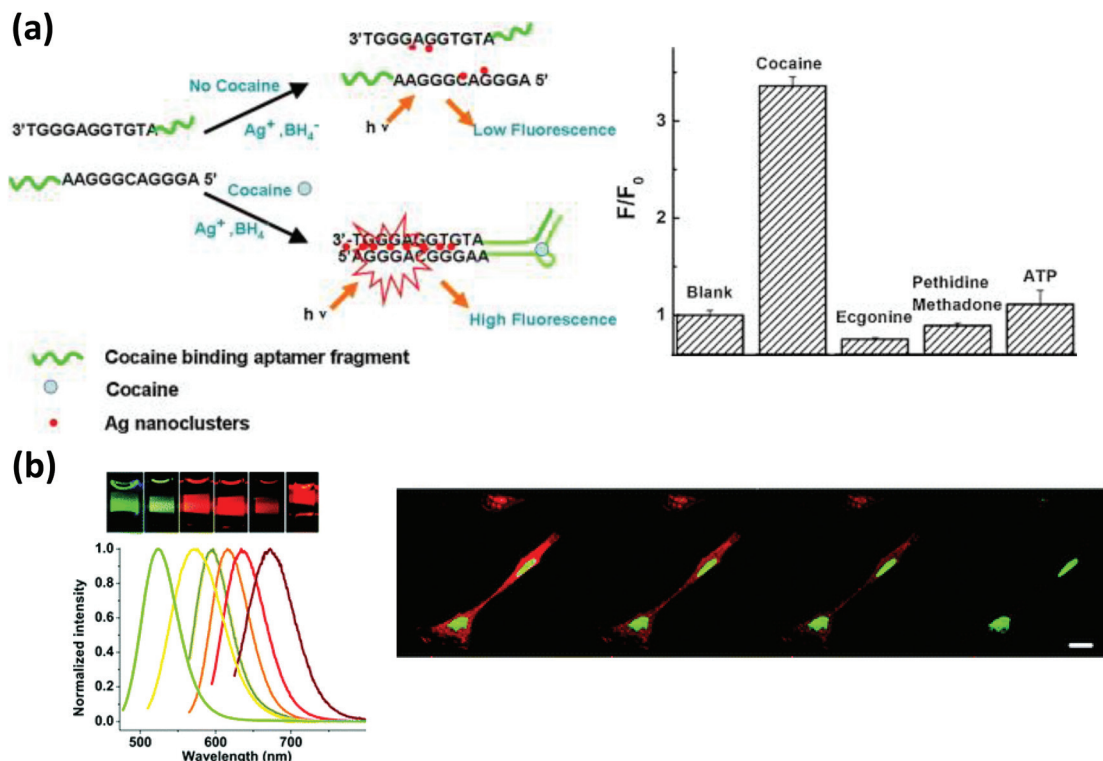 (a)
3'TGGGAGGTGTA
AAGGGCAGGGA 5'
No Cocaine
Ag+ ,BH4-
hν
Low Fluorescence
3'TGGGAGGTGTA
AAGGGCAGGGA 5'
Cocaine
Ag+ ,BH4
3'-TGGGAGGTGTA
5'AGGGACGGGAA
hν
High Fluorescence
Cocaine binding aptamer fragment
Cocaine
Ag nanoclusters
F/F0
3
2
1
Blank
Cocaine
Ecgonine
Pethidine
Methadone
ATP
(b)
Normalized intensity
1.0
0.8
0.6
0.4
0.2
0.0
500 600 700
Wavelength (nm)